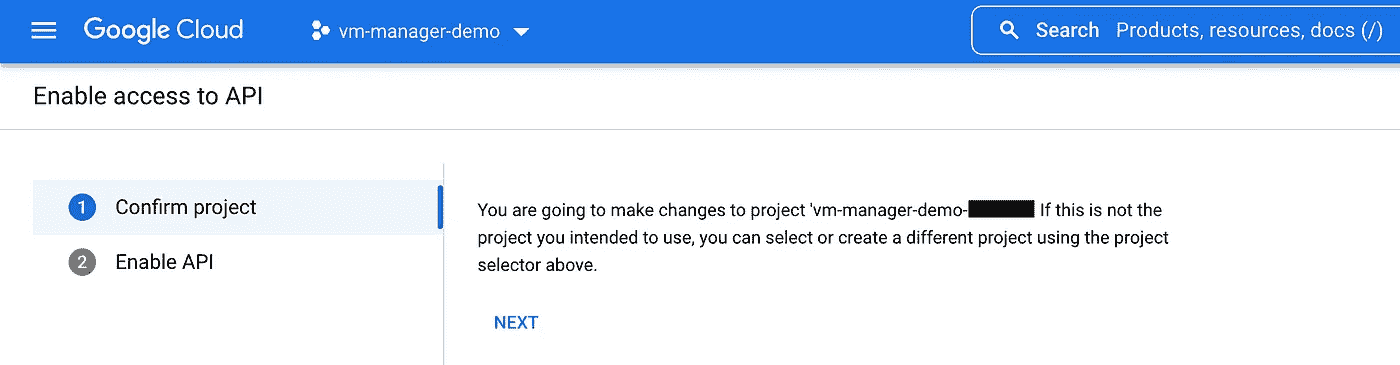 Google Cloud
vm-manager-demo
Search Products, resources, docs (/)
Enable access to API
1 Confirm project
2 Enable API
You are going to make changes to project 'vm-manager-demo- If this is not the
project you intended to use, you can select or create a different project using the project
selector above.
NEXT